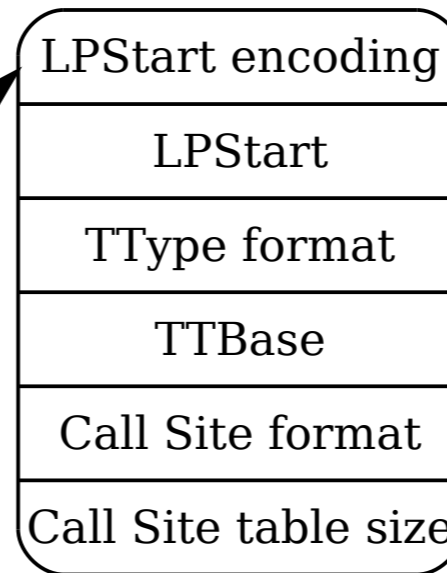 LPStart encoding
LPStart
TType format
TTBase
Call Site format
Call Site table size